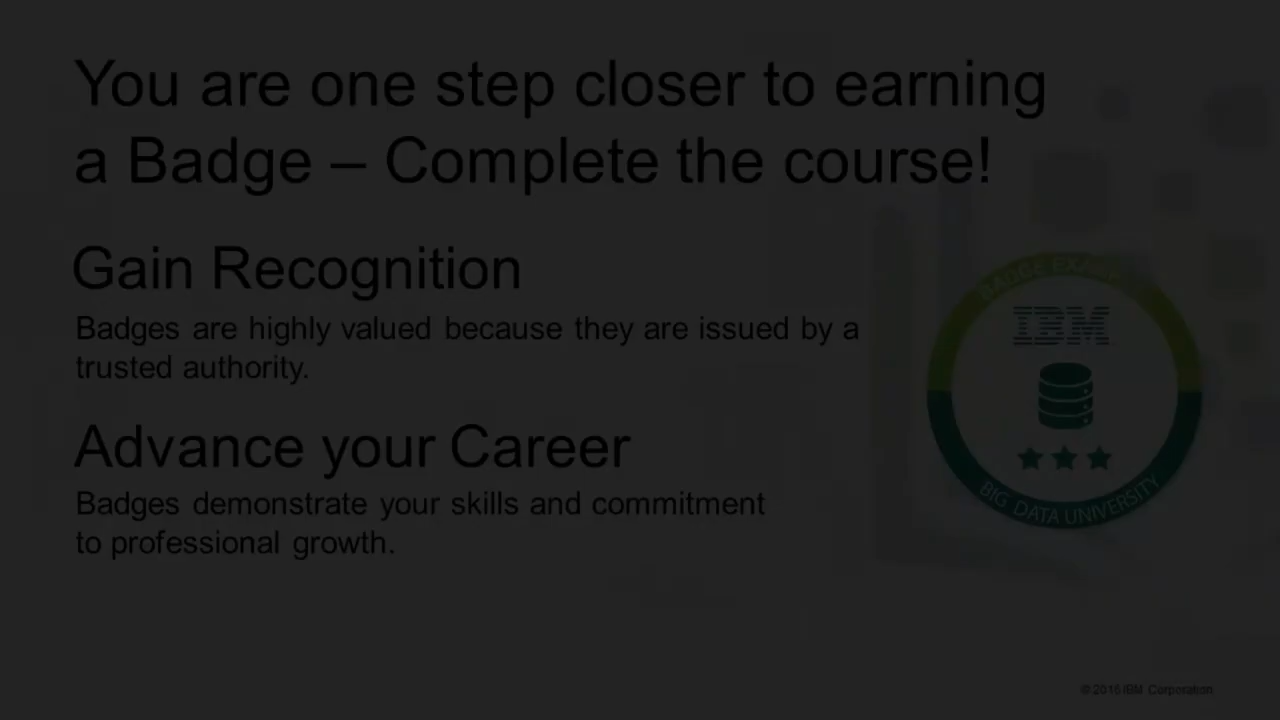 You are one step closer to earning
a Badge – Complete the course!
Gain Recognition
Badges are highly valued because they are issued by a
trusted authority.
BADGE EXAMPLE
IBM
BIG DATA UNIVERSITY
Advance your Career
Badges demonstrate your skills and commitment
to professional growth.
© 2016 IBM Corporation